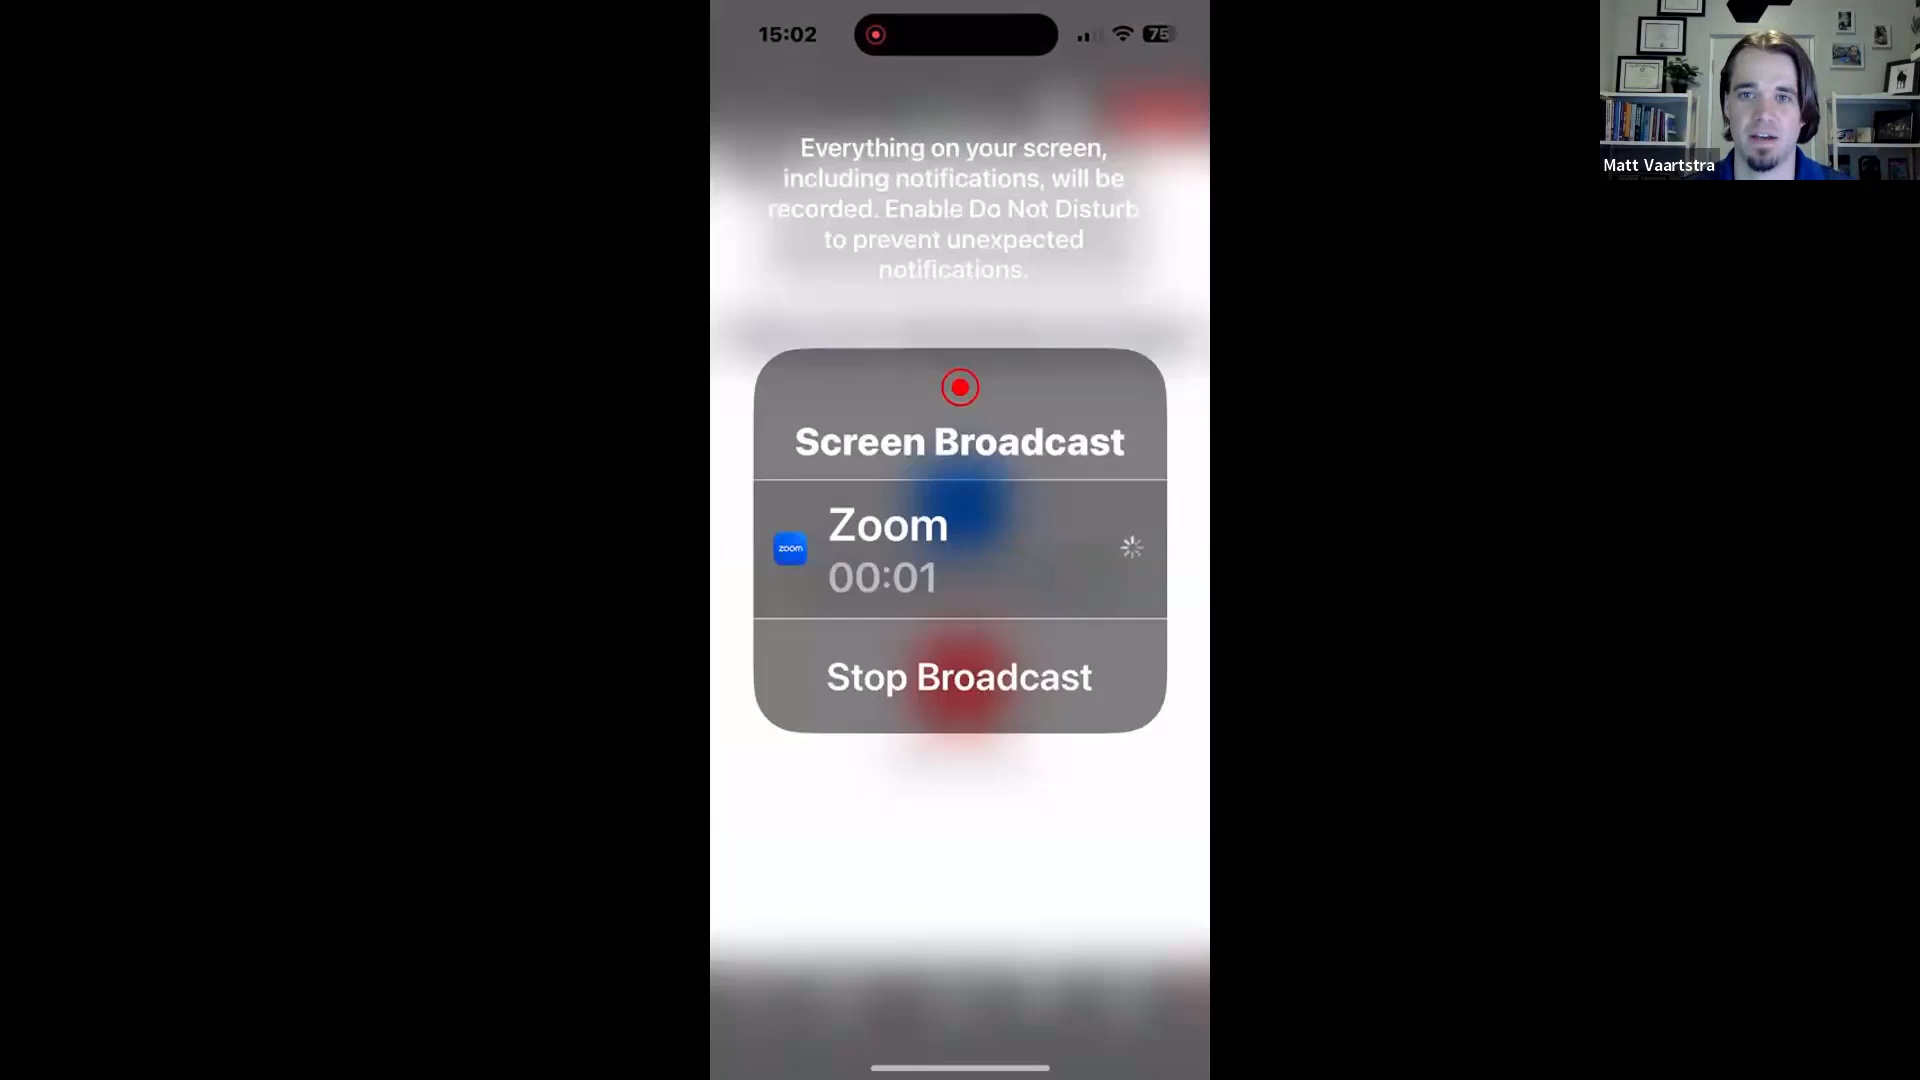 15:02
75
Everything on your screen,
including notifications, will be
recorded. Enable Do Not Disturb
to prevent unexpected
notifications.
Screen Broadcast
zoom
Zoom
00:01
Stop Broadcast
Matt Vaartstra